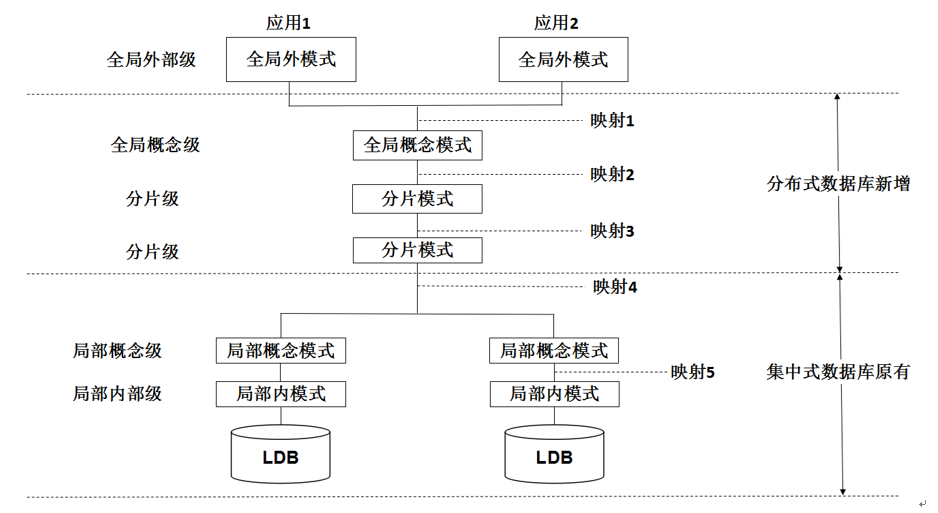 应用1 应用2
全局外部级 全局外模式 全局外模式
映射1
全局概念级 全局概念模式
映射2
分片级 分片模式 分布式数据库新增
映射3
分片级 分片模式
映射4
局部概念级 局部概念模式 局部概念模式
映射5 集中式数据库原有
局部内部级 局部内模式 局部内模式
LDB LDB